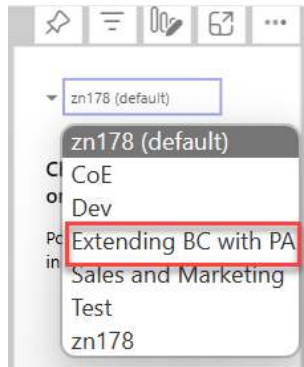 zn178 (default)
zn178 (default)
CoE
Dev
Extending BC with PA
Sales and Marketing
Test
zn178